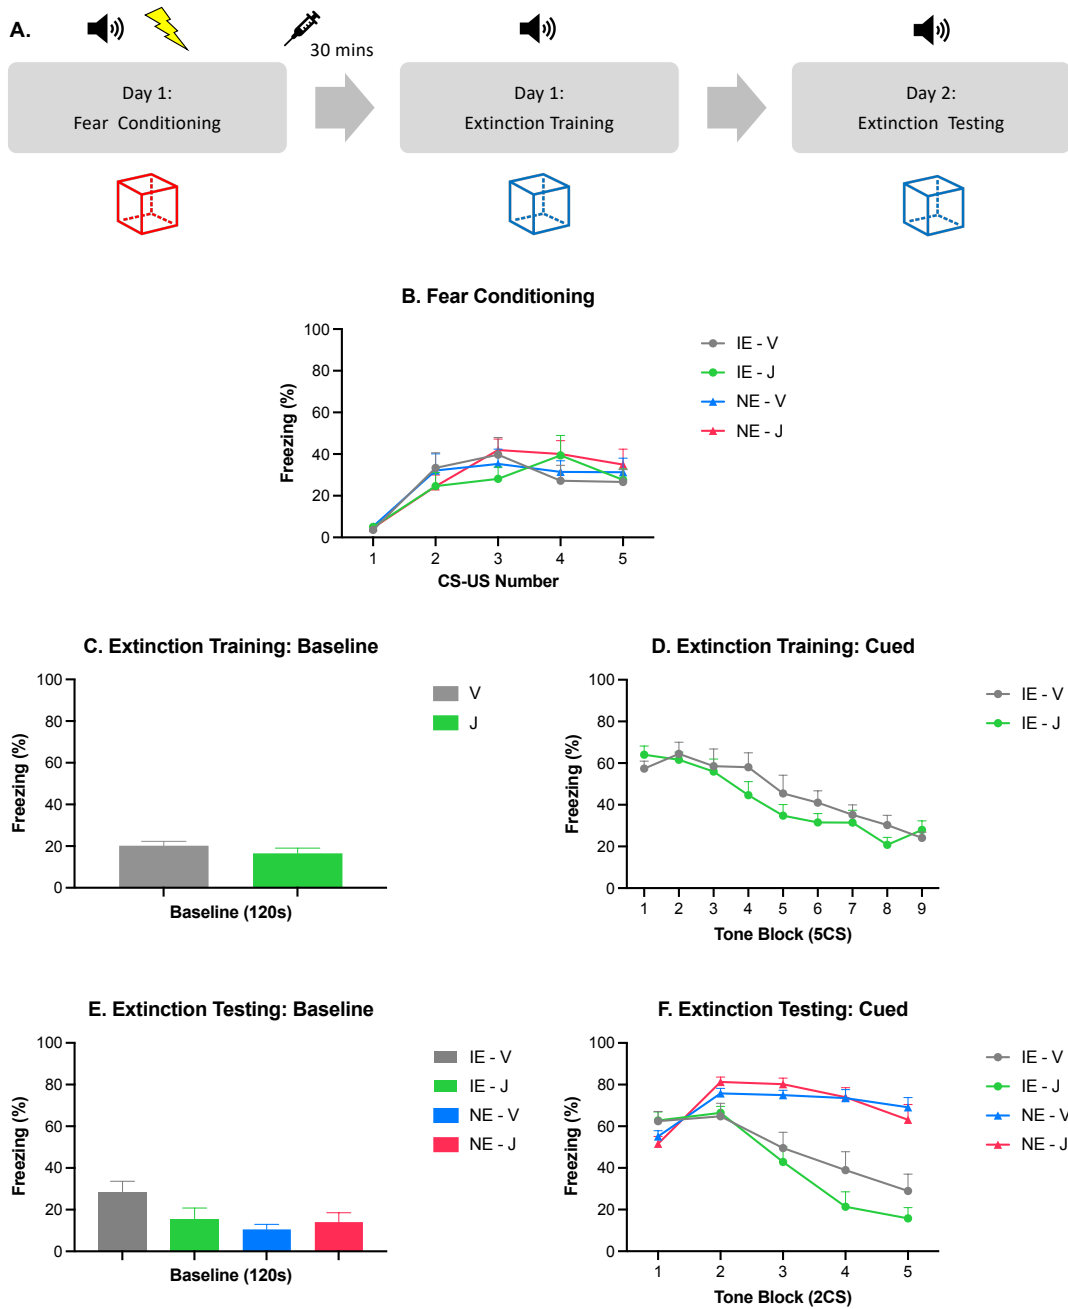 A.
30 mins
Day 1:
Fear Conditioning
Day 1:
Extinction Training
Day 2:
Extinction Testing
B. Fear Conditioning
100
80
60
40
20
0
Freezing (%)
1 2 3 4 5
CS-US Number
IE - V
IE - J
NE - V
NE - J
C. Extinction Training: Baseline
100
80
60
40
20
0
Freezing (%)
Baseline (120s)
V
J
D. Extinction Training: Cued
100
80
60
40
20
0
Freezing (%)
1 2 3 4 5 6 7 8 9
Tone Block (5CS)
IE - V
IE - J
E. Extinction Testing: Baseline
100
80
60
40
20
0
Freezing (%)
Baseline (120s)
IE - V
IE - J
NE - V
NE - J
F. Extinction Testing: Cued
100
80
60
40
20
0
Freezing (%)
1 2 3 4 5
Tone Block (2CS)
IE - V
IE - J
NE - V
NE - J